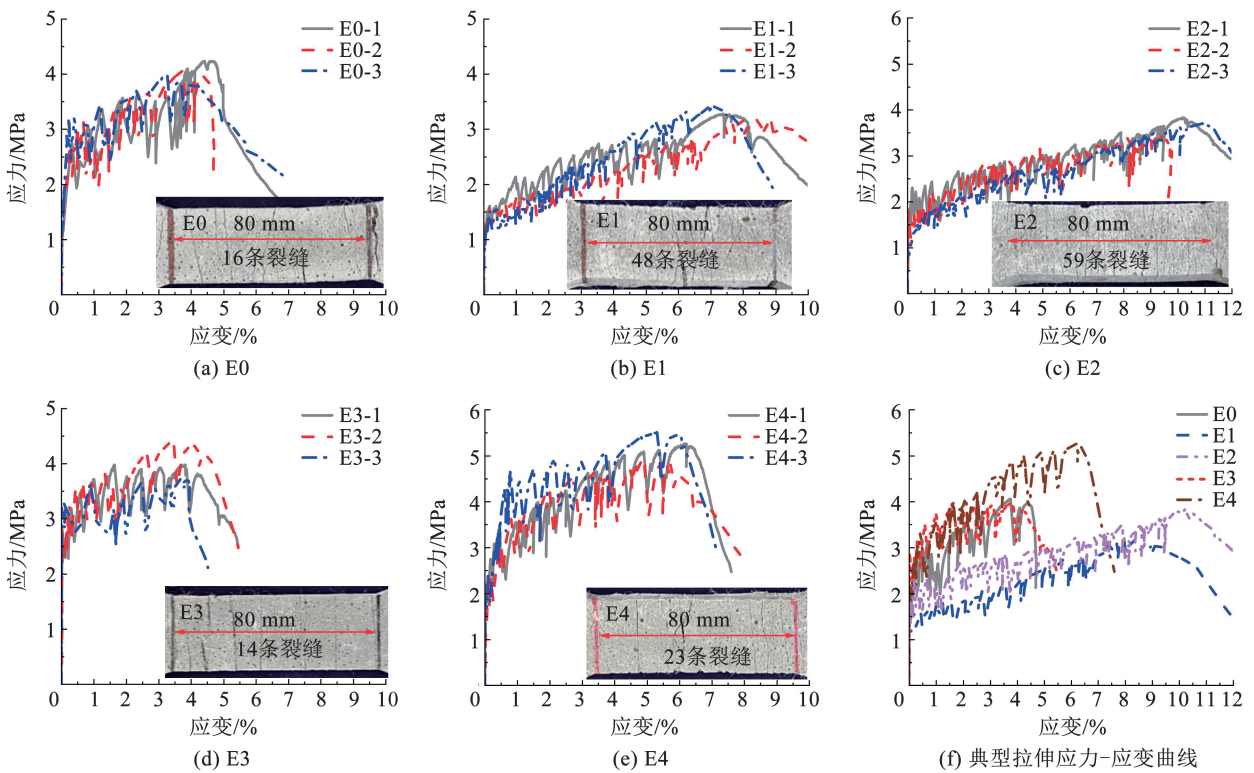 5
4
3
2
1
应力/MPa
E0-1
E0-2
E0-3
E0
80 mm
16条裂缝
0 1 2 3 4 5 6 7 8 9 10
应变/%
(a) E0
5
4
3
2
1
应力/MPa
E1-1
E1-2
E1-3
E1
80 mm
48条裂缝
0 1 2 3 4 5 6 7 8 9 10
应变/%
(b) E1
6
5
4
3
2
1
应力/MPa
E2-1
E2-2
E2-3
E2
80 mm
59条裂缝
0 1 2 3 4 5 6 7 8 9 10 11 12
应变/%
(c) E2
5
4
3
2
1
应力/MPa
E3-1
E3-2
E3-3
E3
80 mm
14条裂缝
0 1 2 3 4 5 6 7 8 9 10
应变/%
(d) E3
6
5
4
3
2
1
应力/MPa
E4-1
E4-2
E4-3
E4
80 mm
23条裂缝
0 1 2 3 4 5 6 7 8 9 10
应变/%
(e) E4
6
5
4
3
2
1
应力/MPa
E0
E1
E2
E3
E4
0 1 2 3 4 5 6 7 8 9 10 11 12
应变/%
(f) 典型拉伸应力-应变曲线